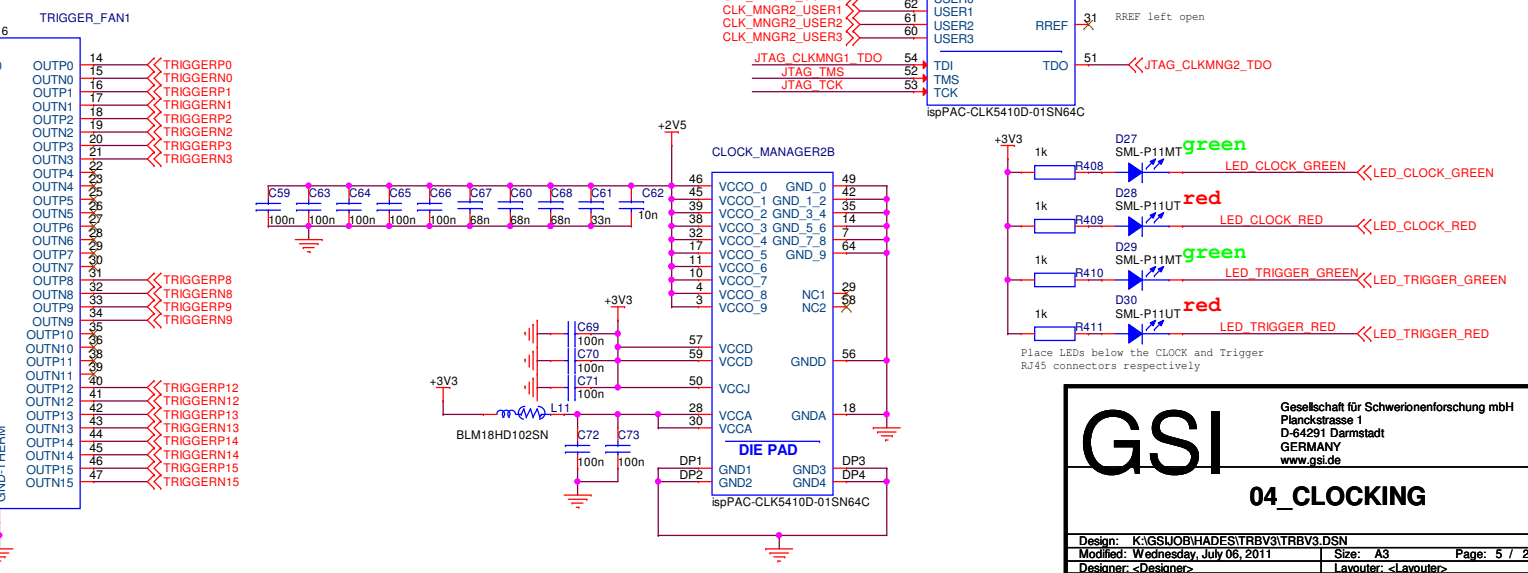 TRIGGER_FAN1
6
OUTP0 14 TRIGGERP0
OUTN0 15 TRIGGERN0
OUTP1 16 TRIGGERP1
OUTN1 17 TRIGGERN1
OUTP2 18 TRIGGERP2
OUTN2 19 TRIGGERN2
OUTP3 20 TRIGGERP3
OUTN3 21 TRIGGERN3
OUTP4 22
OUTN4 23
OUTP5 25
OUTN5 26
OUTP6 27
OUTN6 28
OUTP7 29
OUTN7 30
OUTP8 31 TRIGGERP8
OUTN8 32 TRIGGERN8
OUTP9 33 TRIGGERP9
OUTN9 34 TRIGGERN9
OUTP10 35
OUTN10 36
OUTP11 38
OUTN11 39
OUTP12 40 TRIGGERP12
OUTN12 41 TRIGGERN12
OUTP13 42 TRIGGERP13
OUTN13 43 TRIGGERN13
OUTP14 44 TRIGGERP14
OUTN14 45 TRIGGERN14
OUTP15 46 TRIGGERP15
OUTN15 47 TRIGGERN15
GND-THERM
CLK_MNGR2_USER1 62 USER1
CLK_MNGR2_USER2 61 USER2
CLK_MNGR2_USER3 60 USER3
RREF 31 RREF left open
JTAG_CLKMNG1_TDO 54 TDI
JTAG_TMS 52 TMS
JTAG_TCK 53 TCK
TDO 51 JTAG_CLKMNG2_TDO
ispPAC-CLK5410D-01SN64C
+2V5
C59 C63 C64 C65 C66 C67 C60 C68 C61 C62
100n 100n 100n 100n 100n 68n 68n 68n 33n 10n
CLOCK_MANAGER2B
46 VCCO_0 GND_0 49
45 VCCO_1 GND_1_2 42
39 VCCO_2 GND_3_4 35
38 VCCO_3 GND_5_6 14
32 VCCO_4 GND_7_8 7
17 VCCO_5 GND_9 64
11 VCCO_6
10 VCCO_7
4 VCCO_8 NC1 29
3 VCCO_9 NC2 58
+3V3
C69
100n
C70
100n
C71
100n
57 VCCD
59 VCCD GNDD 56
50 VCCJ
+3V3
L11
BLM18HD102SN
28 VCCA GNDA 18
30 VCCA
C72 C73
100n 100n
DIE PAD
DP1 GND1 GND3 DP3
DP2 GND2 GND4 DP4
ispPAC-CLK5410D-01SN64C
+3V3
1k R408 D27 SML-P11MT green LED_CLOCK_GREEN LED_CLOCK_GREEN
1k R409 D28 SML-P11UT red LED_CLOCK_RED LED_CLOCK_RED
1k R410 D29 SML-P11MT green LED_TRIGGER_GREEN LED_TRIGGER_GREEN
1k R411 D30 SML-P11UT red LED_TRIGGER_RED LED_TRIGGER_RED
Place LEDs below the CLOCK and Trigger
RJ45 connectors respectively
GSI
Gesellschaft für Schwerionenforschung mbH
Planckstrasse 1
D-64291 Darmstadt
GERMANY
www.gsi.de
04_CLOCKING
Design: K:\GSI\JOB\HADES\TRBV3\TRBV3.DSN
Modified: Wednesday, July 06, 2011 Size: A3 Page: 5 / 2
Designer: <Designer> Layouter: <Layouter>